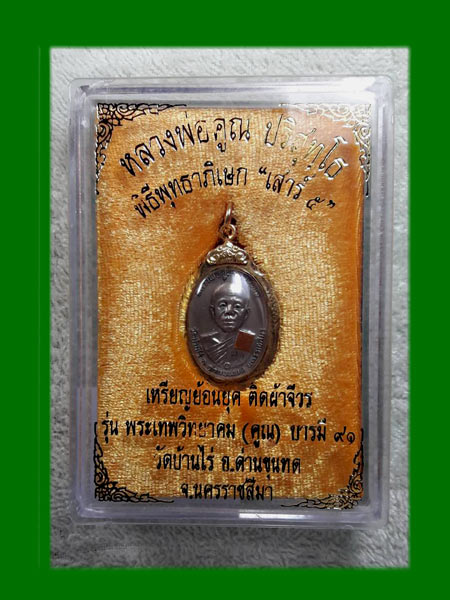 หลวงพ่อคูณ ปริสุทฺโธ
พิธีพุทธาภิเษก "เสาร์ ๕"
เหรียญย้อนยุค ติดผ้าจีวร
รุ่น พระเทพวิทยาคม (คูณ) บารมี ๙๑
วัดบ้านไร่ อ.ด่านขุนทด
จ.นครราชสีมา